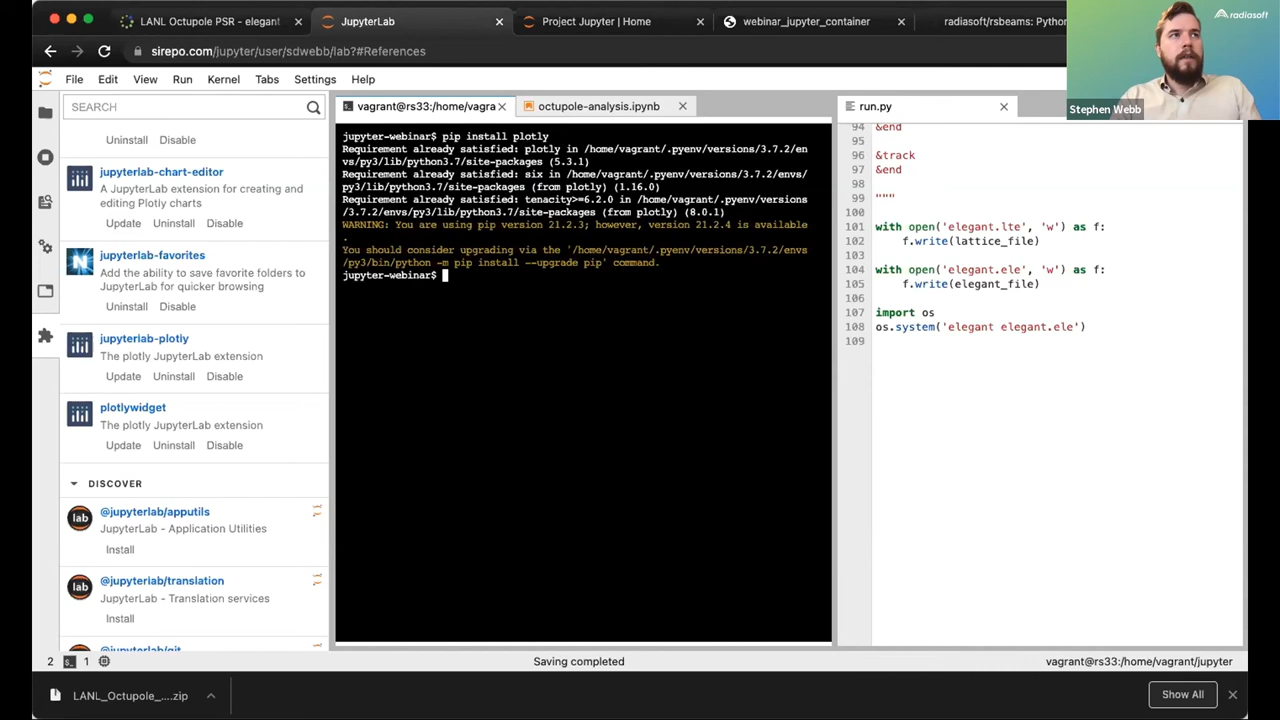 LANL Octupole PSR - elegant
JupyterLab
Project Jupyter | Home
webinar_jupyter_container
radiasoft/rsbeams: Python
sirepo.com/jupyter/user/sdwebb/lab?#References
radiasoft
Stephen Webb
File Edit View Run Kernel Tabs Settings Help
SEARCH
Uninstall Disable
jupyterlab-chart-editor
A JupyterLab extension for creating and
editing Plotly charts
Update Uninstall Disable
jupyterlab-favorites
Add the ability to save favorite folders to
JupyterLab for quicker browsing
Uninstall Disable
jupyterlab-plotly
The plotly JupyterLab extension
Update Uninstall Disable
plotlywidget
The plotly JupyterLab extension
Update Uninstall Disable
DISCOVER
lab
@jupyterlab/apputils
JupyterLab - Application Utilities
Install
lab
@jupyterlab/translation
JupyterLab - Translation services
Install
@jupyterlab/git
vagrant@rs33:/home/vagra
octupole-analysis.ipynb
jupyter-webinar$ pip install plotly
Requirement already satisfied: plotly in /home/vagrant/.pyenv/versions/3.7.2/en
vs/py3/lib/python3.7/site-packages (5.3.1)
Requirement already satisfied: six in /home/vagrant/.pyenv/versions/3.7.2/envs/
py3/lib/python3.7/site-packages (from plotly) (1.16.0)
Requirement already satisfied: tenacity>=6.2.0 in /home/vagrant/.pyenv/versions
/3.7.2/envs/py3/lib/python3.7/site-packages (from plotly) (8.0.1)
WARNING: You are using pip version 21.2.3; however, version 21.2.4 is available
.
You should consider upgrading via the '/home/vagrant/.pyenv/versions/3.7.2/envs
/py3/bin/python -m pip install --upgrade pip' command.
jupyter-webinar$
run.py
94 &end
95
96 &track
97 &end
98
99 """
100
101 with open('elegant.lte', 'w') as f:
102 f.write(lattice_file)
103
104 with open('elegant.ele', 'w') as f:
105 f.write(elegant_file)
106
107 import os
108 os.system('elegant elegant.ele')
109
2 1 Saving completed vagrant@rs33:/home/vagrant/jupyter
LANL_Octupole_....zip
Show All